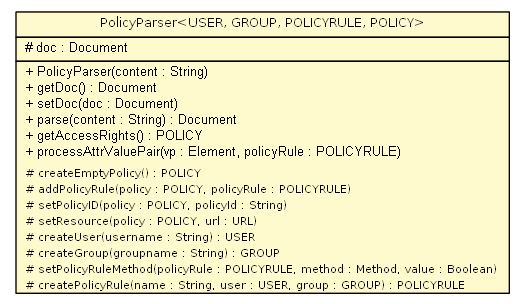 PolicyParser<USER, GROUP, POLICYRULE, POLICY>
# doc : Document
+ PolicyParser(content : String)
+ getDoc() : Document
+ setDoc(doc : Document)
+ parse(content : String) : Document
+ getAccessRights() : POLICY
+ processAttrValuePair(vp : Element, policyRule : POLICYRULE)
# createEmptyPolicy() : POLICY
# addPolicyRule(policy : POLICY, policyRule : POLICYRULE)
# setPolicyID(policy : POLICY, policyId : String)
# setResource(policy : POLICY, url : URL)
# createUser(username : String) : USER
# createGroup(groupname : String) : GROUP
# setPolicyRuleMethod(policyRule : POLICYRULE, method : Method, value : Boolean)
# createPolicyRule(name : String, user : USER, group : GROUP) : POLICYRULE